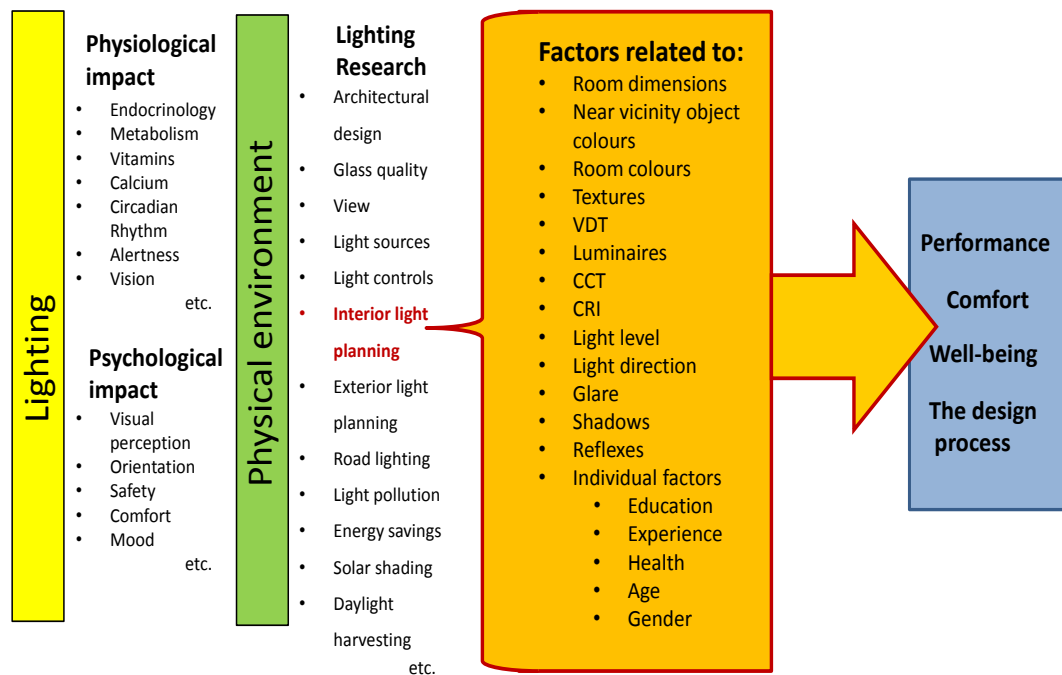 Lighting
Physiological
impact
• Endocrinology
• Metabolism
• Vitamins
• Calcium
• Circadian
Rhythm
• Alertness
• Vision
etc.
Psychological
impact
• Visual
perception
• Orientation
• Safety
• Comfort
• Mood
etc.
Physical environment
Lighting
Research
• Architectural
design
• Glass quality
• View
• Light sources
• Light controls
• Interior light
planning
• Exterior light
planning
• Road lighting
• Light pollution
• Energy savings
• Solar shading
• Daylight
harvesting
etc.
Factors related to:
• Room dimensions
• Near vicinity object
colours
• Room colours
• Textures
• VDT
• Luminaires
• CCT
• CRI
• Light level
• Light direction
• Glare
• Shadows
• Reflexes
• Individual factors
• Education
• Experience
• Health
• Age
• Gender
Performance
Comfort
Well-being
The design
process